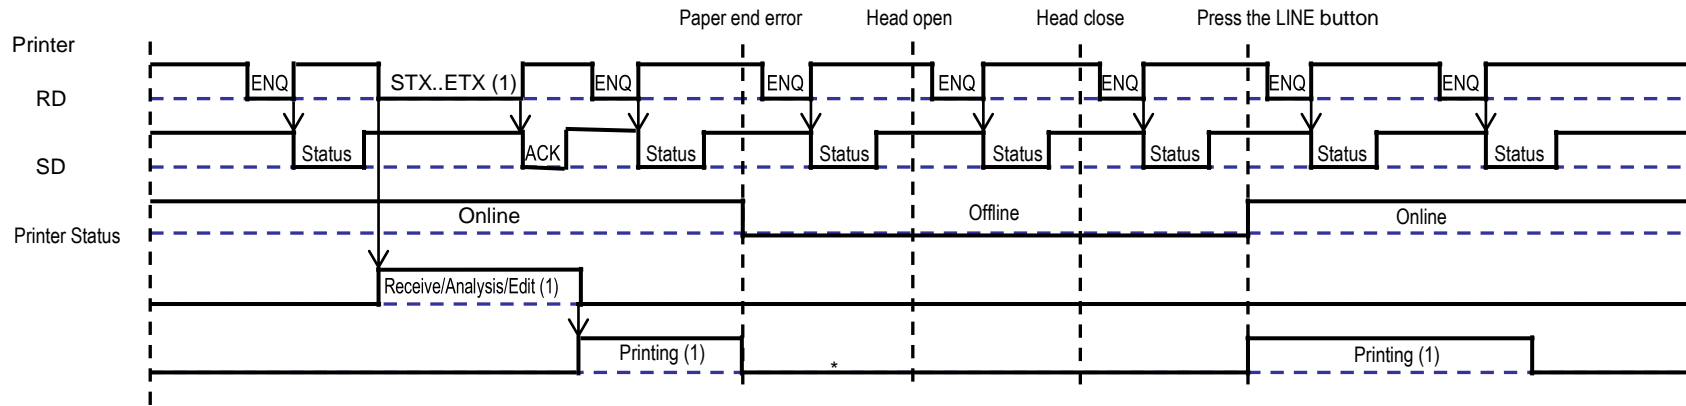 Paper end error Head open Head close Press the LINE button
Printer
ENQ STX..ETX (1) ENQ ENQ ENQ ENQ ENQ ENQ
RD
Status ACK Status Status Status Status Status Status
SD
Online Offline Online
Printer Status
Receive/Analysis/Edit (1)
Printing (1) * Printing (1)